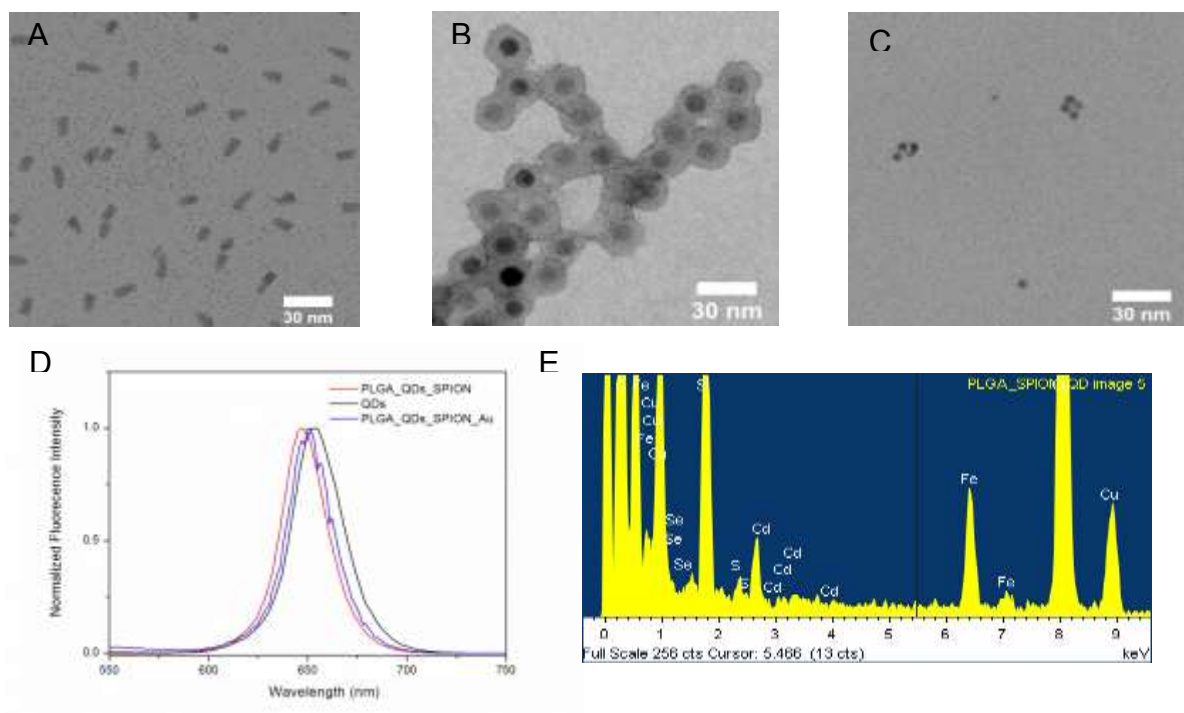 A
B
C
30 nm
30 nm
30 nm
D
E
PLGA_QDs_SPION
QDs
PLGA_QDs_SPION_Au
Normalized Fluorecence intensity
1.0
0.5
0.0
550
600
650
700
750
Wavelength (nm)
PLGA_SPION_QD image 5
Fe
Cu
Cu
Fe
Cu
Se
Se
Se
S
S
S
Cd
Cd
Cd
Cd
Cd
Fe
Fe
Cu
0 1 2 3 4 5 6 7 8 9
Full Scale 256 cts Cursor: 5.466 (13 cts)
keV